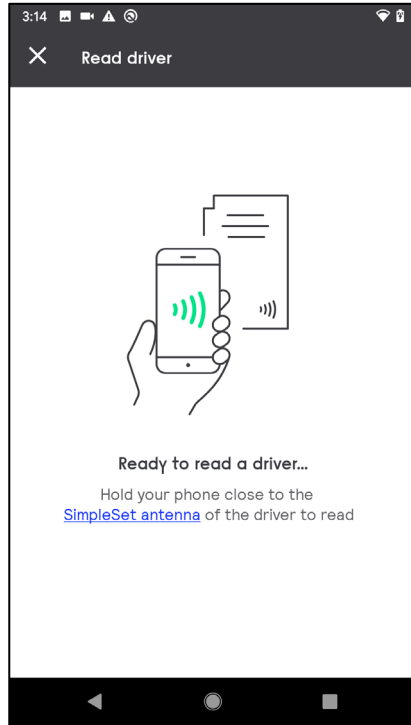 3:14
Read driver
Ready to read a driver...
Hold your phone close to the
SimpleSet antenna of the driver to read